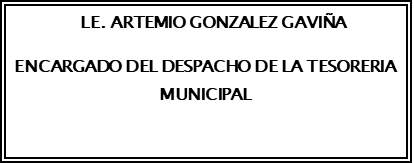 LE. ARTEMIO GONZALEZ GAVIÑA
ENCARGADO DEL DESPACHO DE LA TESORERIA
MUNICIPAL